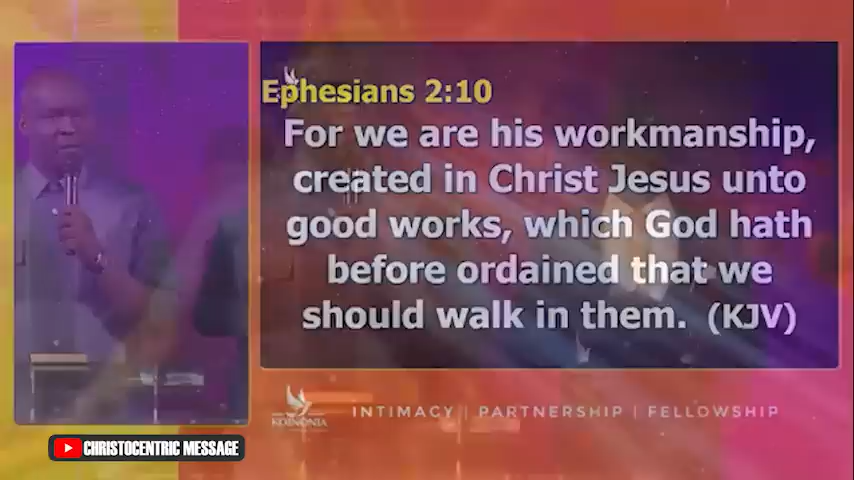 Ephesians 2:10
For we are his workmanship,
created in Christ Jesus unto
good works, which God hath
before ordained that we
should walk in them. (KJV)
KOINONIA
INTIMACY | PARTNERSHIP | FELLOWSHIP
CHRISTOCENTRIC MESSAGE